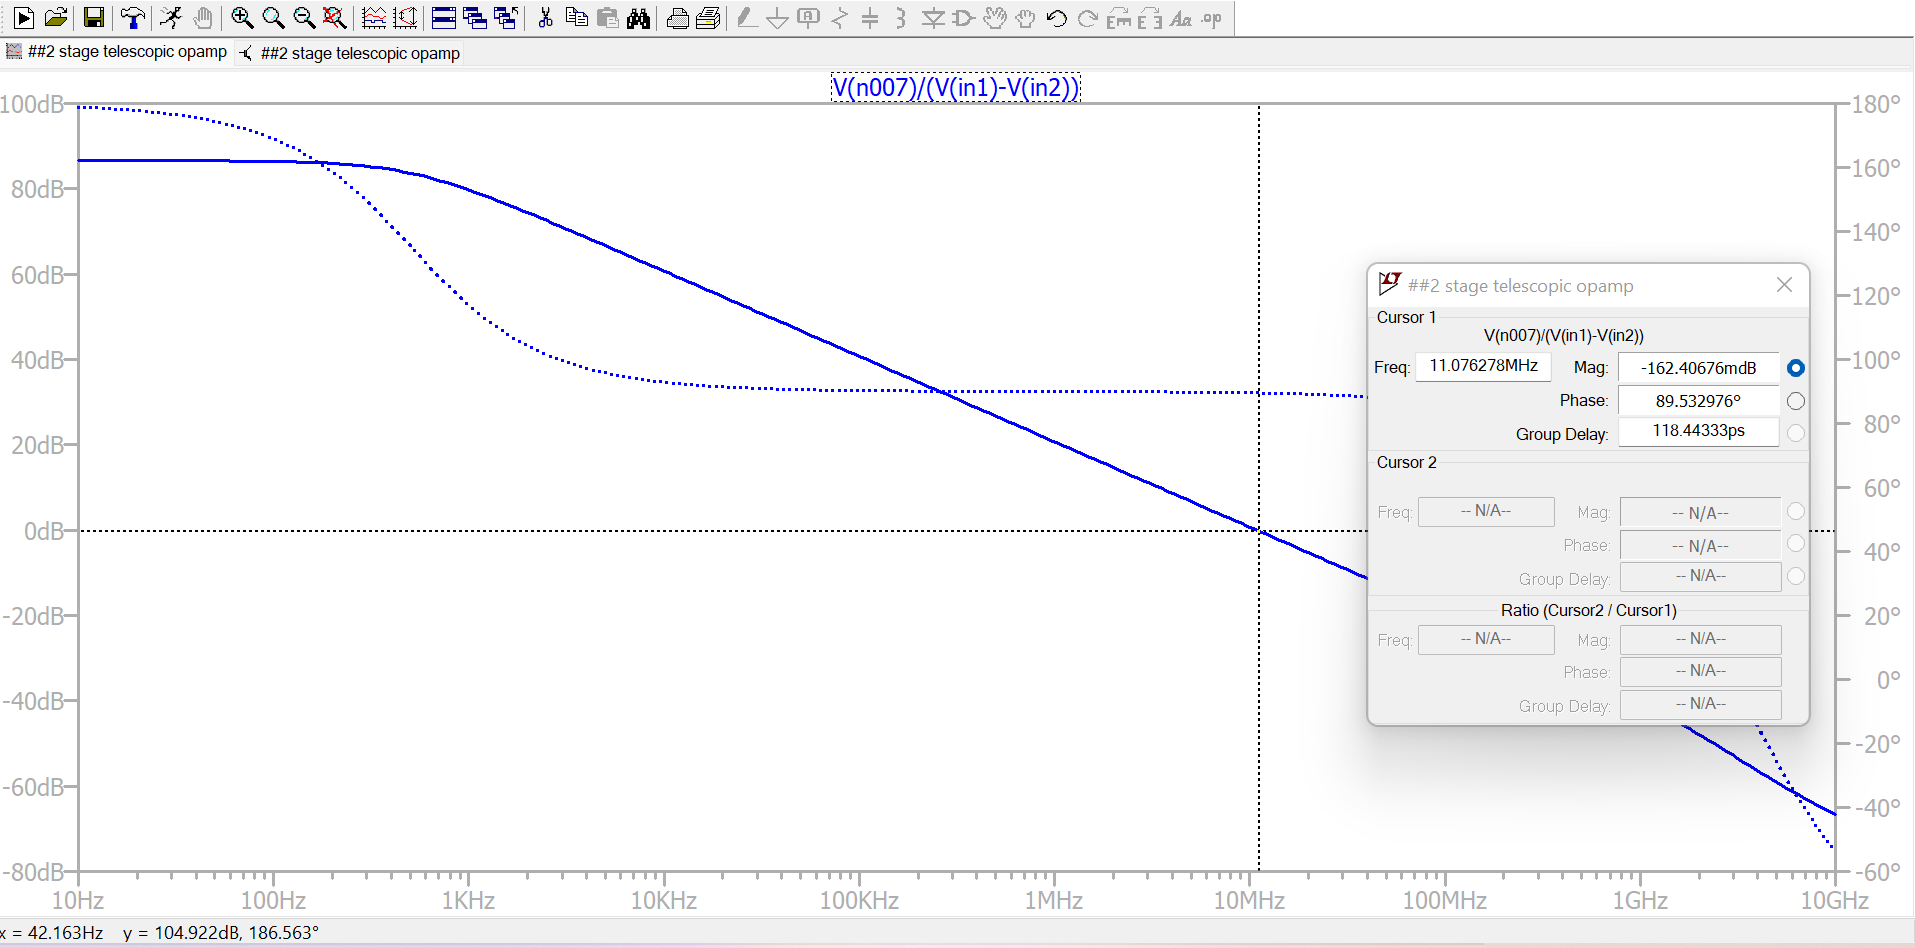 ##2 stage telescopic opamp ##2 stage telescopic opamp
V(n007)/(V(in1)-V(in2))
100dB 180°
80dB 160°
60dB 140°
40dB 120°
20dB 100°
0dB 80°
-20dB 60°
-40dB 40°
-60dB 20°
-80dB 0°
-20°
-40°
-60°
10Hz 100Hz 1KHz 10KHz 100KHz 1MHz 10MHz 100MHz 1GHz 10GHz
##2 stage telescopic opamp
Cursor 1
V(n007)/(V(in1)-V(in2))
Freq: 11.076278MHz Mag: -162.40676mdB
Phase: 89.532976°
Group Delay: 118.44333ps
Cursor 2
Freq: -- N/A-- Mag: -- N/A--
Phase: -- N/A--
Group Delay: -- N/A--
Ratio (Cursor2 / Cursor1)
Freq: -- N/A-- Mag: -- N/A--
Phase: -- N/A--
Group Delay: -- N/A--
x = 42.163Hz y = 104.922dB, 186.563°